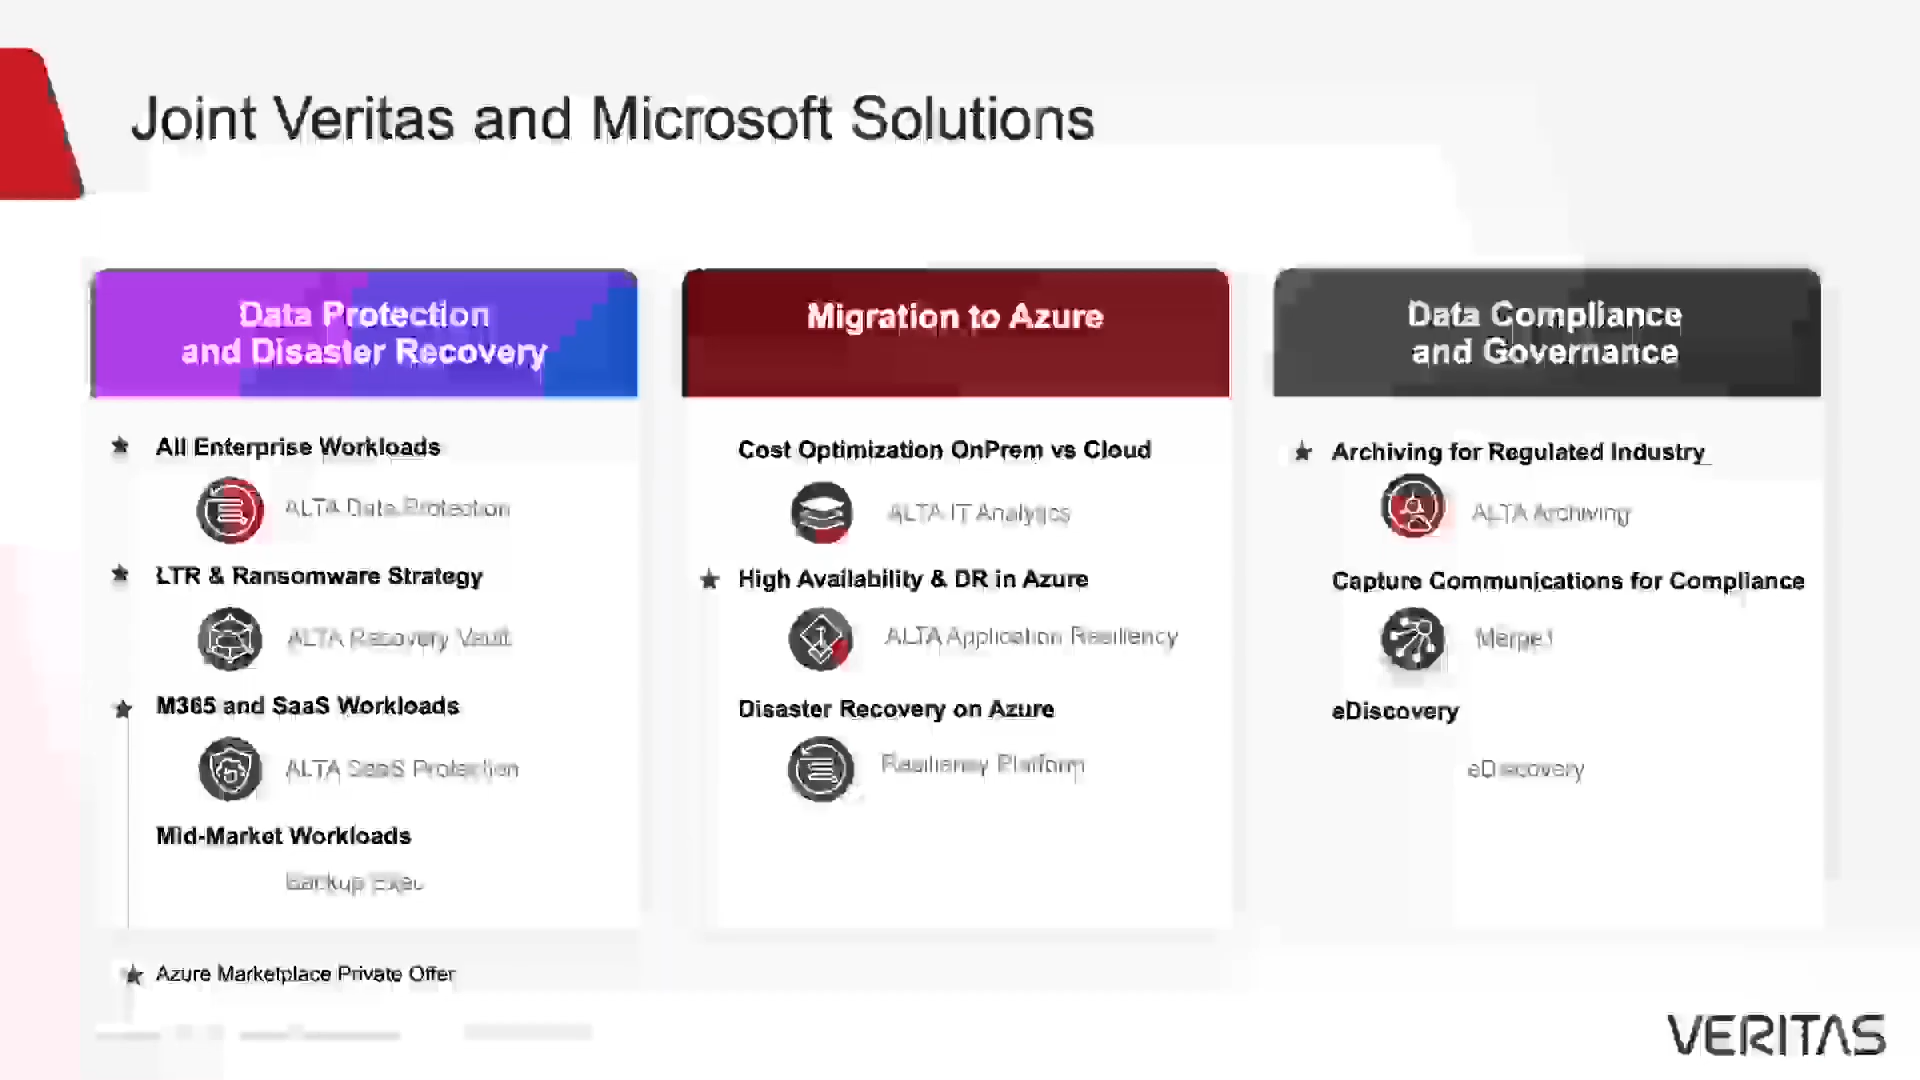 Joint Veritas and Microsoft Solutions
Data Protection
and Disaster Recovery
★ All Enterprise Workloads
ALTA Data Protection
★ LTR & Ransomware Strategy
ALTA Recovery Vault
★ M365 and SaaS Workloads
ALTA SaaS Protection
Mid-Market Workloads
Backup Exec
Migration to Azure
Cost Optimization OnPrem vs Cloud
ALTA IT Analytics
★ High Availability & DR in Azure
ALTA Application Resiliency
Disaster Recovery on Azure
Resiliency Platform
Data Compliance
and Governance
★ Archiving for Regulated Industry
ALTA Archiving
Capture Communications for Compliance
Merge1
eDiscovery
eDiscovery
★ Azure Marketplace Private Offer
VERITAS